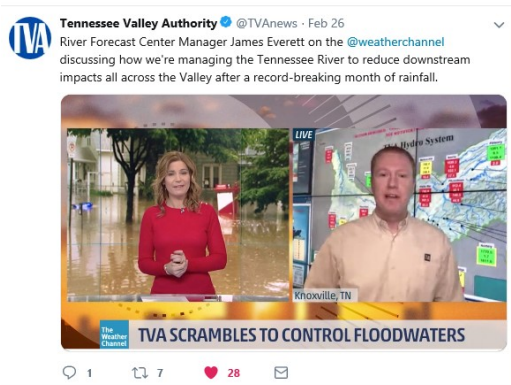 TVA
Tennessee Valley Authority @TVAnews · Feb 26
River Forecast Center Manager James Everett on the @weatherchannel
discussing how we're managing the Tennessee River to reduce downstream
impacts all across the Valley after a record-breaking month of rainfall.
LIVE
Hydro System
Knoxville, TN
The
Weather
Channel
TVA SCRAMBLES TO CONTROL FLOODWATERS
1 7 28